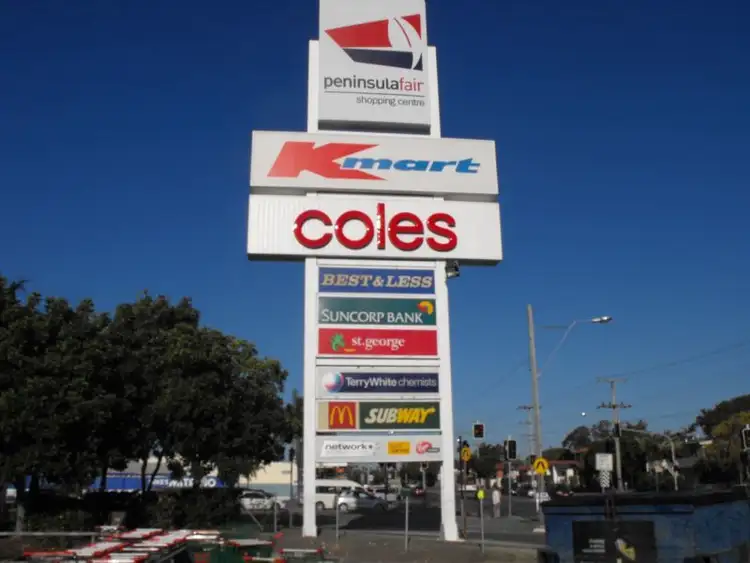 peninsulafair
shopping centre
Kmart
coles
BEST & LESS
SUNCORP BANK
st.george
TerryWhite chemists
M SUBWAY
network